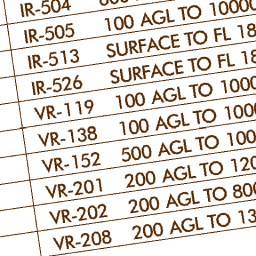 IR-504
IR-505 100 AGL TO 10000
IR-513 SURFACE TO FL 18
IR-526 SURFACE TO FL 18
VR-119 100 AGL TO 1000
VR-138 100 AGL TO 1000
VR-152 500 AGL TO 100
VR-201 200 AGL TO 120
VR-202 200 AGL TO 800
VR-208 200 AGL TO 13